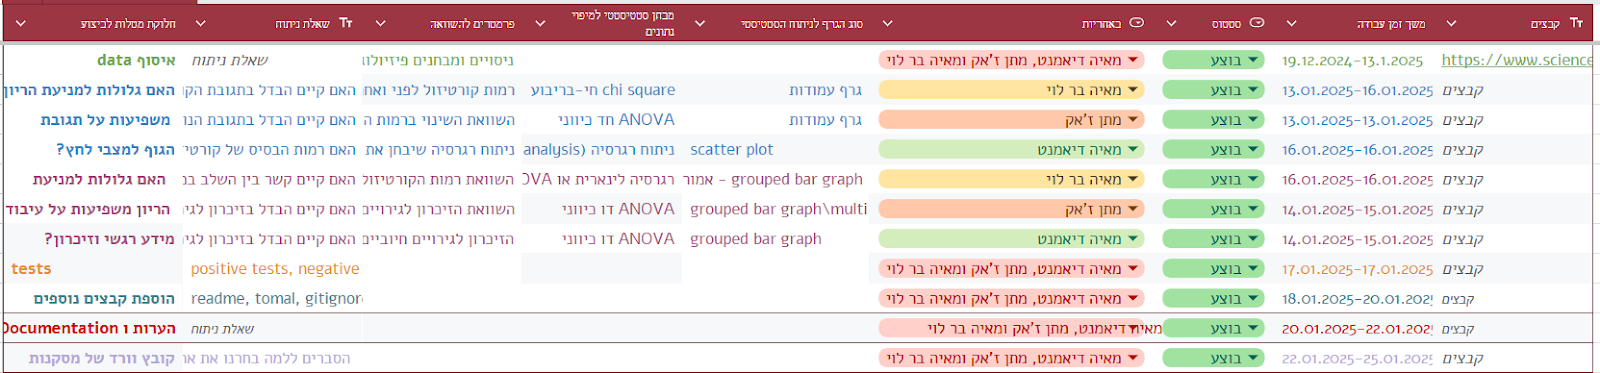 חלוקת מטלות לביצוע שאלת ניתוח פרמטרים להשוואה מבחן סטטיסטי למיפוי נתונים סוג הגרף לניתוח הסטטיסטי באחריות סטטוס משך זמן עבודה קבצים
איסוף data שאלת ניתוח ניסויים ומבחנים פיזיולוג מאיה דיאמנט, מתן ז'אק ומאיה בר לוי בוצע 19.12.2024-13.1.2025 https://www.science
האם גלולות למניעת הריון האם קיים הבדל בתגובת הקו רמות קורטיזול לפני ואח chi square חי-בריבוע גרף עמודות מאיה בר לוי בוצע 13.01.2025-16.01.2025 קבצים
משפיעות על תגובת האם קיים הבדל בתגובת הנו השוואת השינוי ברמות ה ANOVA חד כיווני גרף עמודות מתן ז'אק בוצע 13.01.2025-13.01.2025 קבצים
הגוף למצבי לחץ? האם רמות הבסיס של קורטי ניתוח רגרסיה שיבחן את ניתוח רגרסיה (analysis scatter plot מאיה דיאמנט בוצע 16.01.2025-16.01.2025 קבצים
האם גלולות למניעת האם קיים קשר בין השלב במ השוואת רמות הקורטיזול רגרסיה לינארית או OVA grouped bar graph - אמור מאיה בר לוי בוצע 16.01.2025-16.01.2025 קבצים
הריון משפיעות על עיבוד האם קיים הבדל בזיכרון לגיר השוואת הזיכרון לגירויים ANOVA דו כיווני grouped bar graph\multi מתן ז'אק בוצע 14.01.2025-15.01.2025 קבצים
מידע רגשי וזיכרון? האם קיים הבדל בזיכרון לגיר הזיכרון לגירויים חיוביים ANOVA דו כיווני grouped bar graph מאיה דיאמנט בוצע 14.01.2025-15.01.2025 קבצים
tests positive tests, negative מאיה דיאמנט, מתן ז'אק ומאיה בר לוי בוצע 17.01.2025-17.01.2025 קבצים
הוספת קבצים נוספים readme, tomal, gitignore מאיה דיאמנט, מתן ז'אק ומאיה בר לוי בוצע 18.01.2025-20.01.2025 קבצים
הערות ו Documentation שאלת ניתוח מאיה דיאמנט, מתן ז'אק ומאיה בר לוי בוצע 20.01.2025-22.01.2025 קבצים
קובץ וורד של מסקנות הסברים ללמה בחרנו את אר מאיה דיאמנט, מתן ז'אק ומאיה בר לוי בוצע 22.01.2025-25.01.2025 קבצים